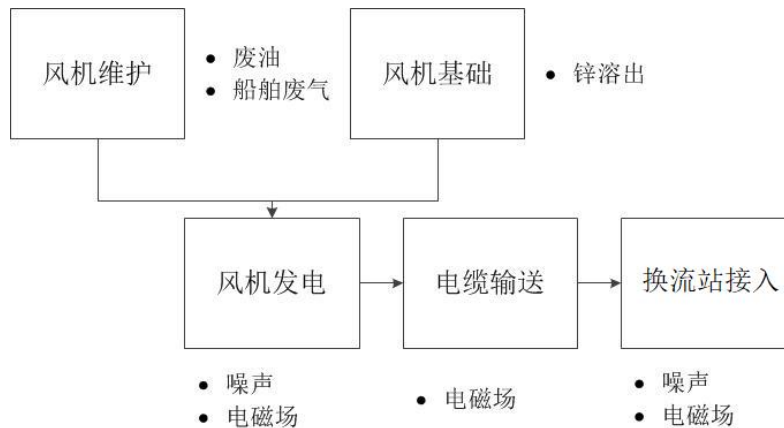 风机维护
● 废油
● 船舶废气
风机基础
● 锌溶出
风机发电
电缆输送
换流站接入
● 噪声
● 电磁场
● 电磁场
● 噪声
● 电磁场